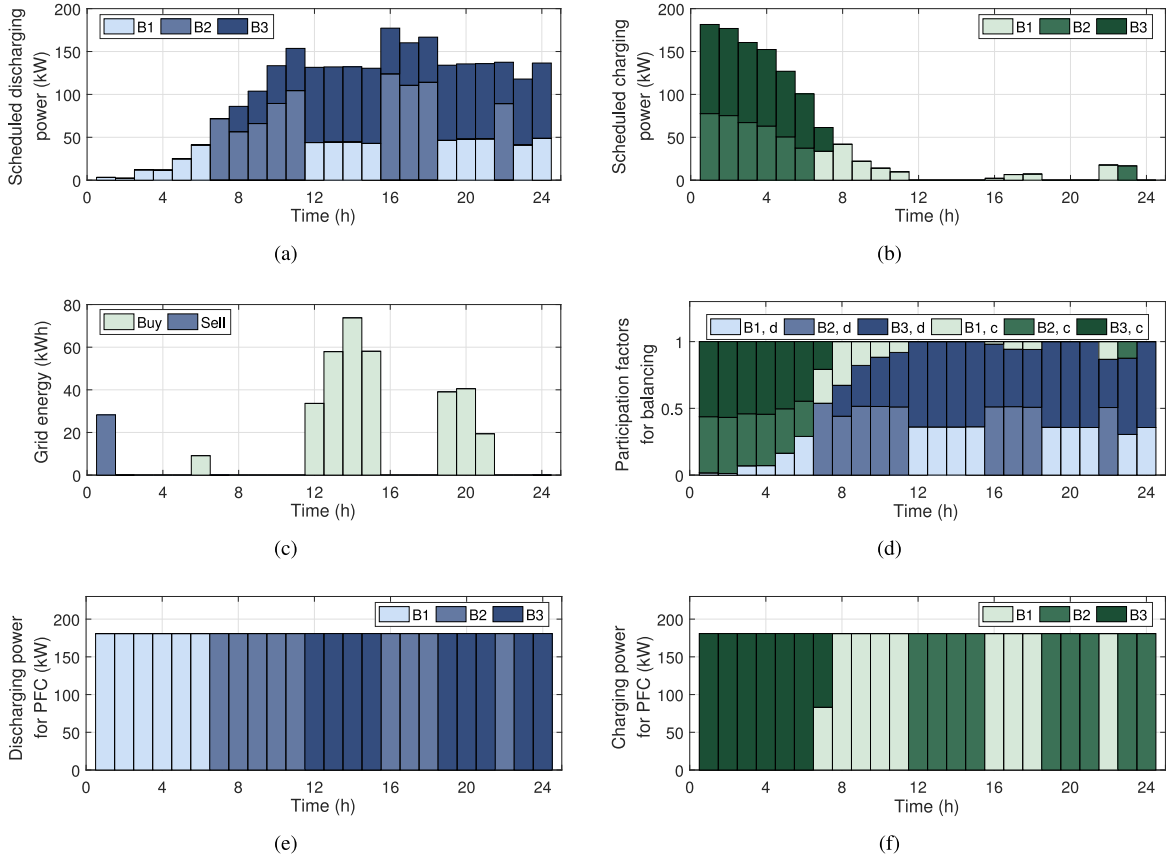 Scheduled discharging
power (kW)
200
150
100
50
0
B1 B2 B3
0 4 8 12 16 20 24
Time (h)
(a)
Scheduled charging
power (kW)
200
150
100
50
0
B1 B2 B3
0 4 8 12 16 20 24
Time (h)
(b)
Grid energy (kWh)
80
60
40
20
0
Buy Sell
0 4 8 12 16 20 24
Time (h)
(c)
Participation factors
for balancing
1
0.5
0
B1, d B2, d B3, d B1, c B2, c B3, c
0 4 8 12 16 20 24
Time (h)
(d)
Discharging power
for PFC (kW)
200
150
100
50
0
B1 B2 B3
0 4 8 12 16 20 24
Time (h)
(e)
Charging power
for PFC (kW)
200
150
100
50
0
B1 B2 B3
0 4 8 12 16 20 24
Time (h)
(f)